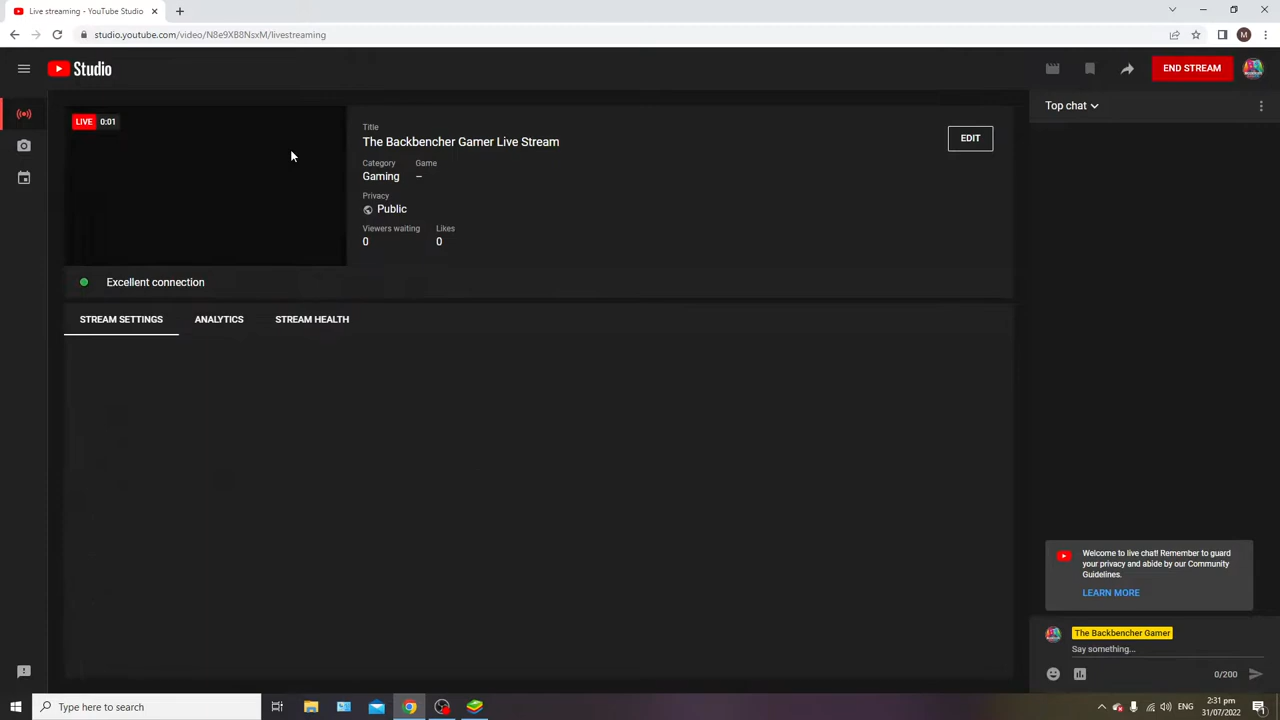 Live streaming - YouTube Studio
studio.youtube.com/video/N8e9XB8NsxM/livestreaming
M
Studio
END STREAM
LIVE 0:01
Title
The Backbencher Gamer Live Stream
EDIT
Category Game
Gaming –
Privacy
Public
Viewers waiting Likes
0 0
Excellent connection
STREAM SETTINGS ANALYTICS STREAM HEALTH
Top chat
Welcome to live chat! Remember to guard
your privacy and abide by our Community
Guidelines.
LEARN MORE
The Backbencher Gamer
Say something...
0/200
Type here to search
ENG
2:31 pm
31/07/2022
1